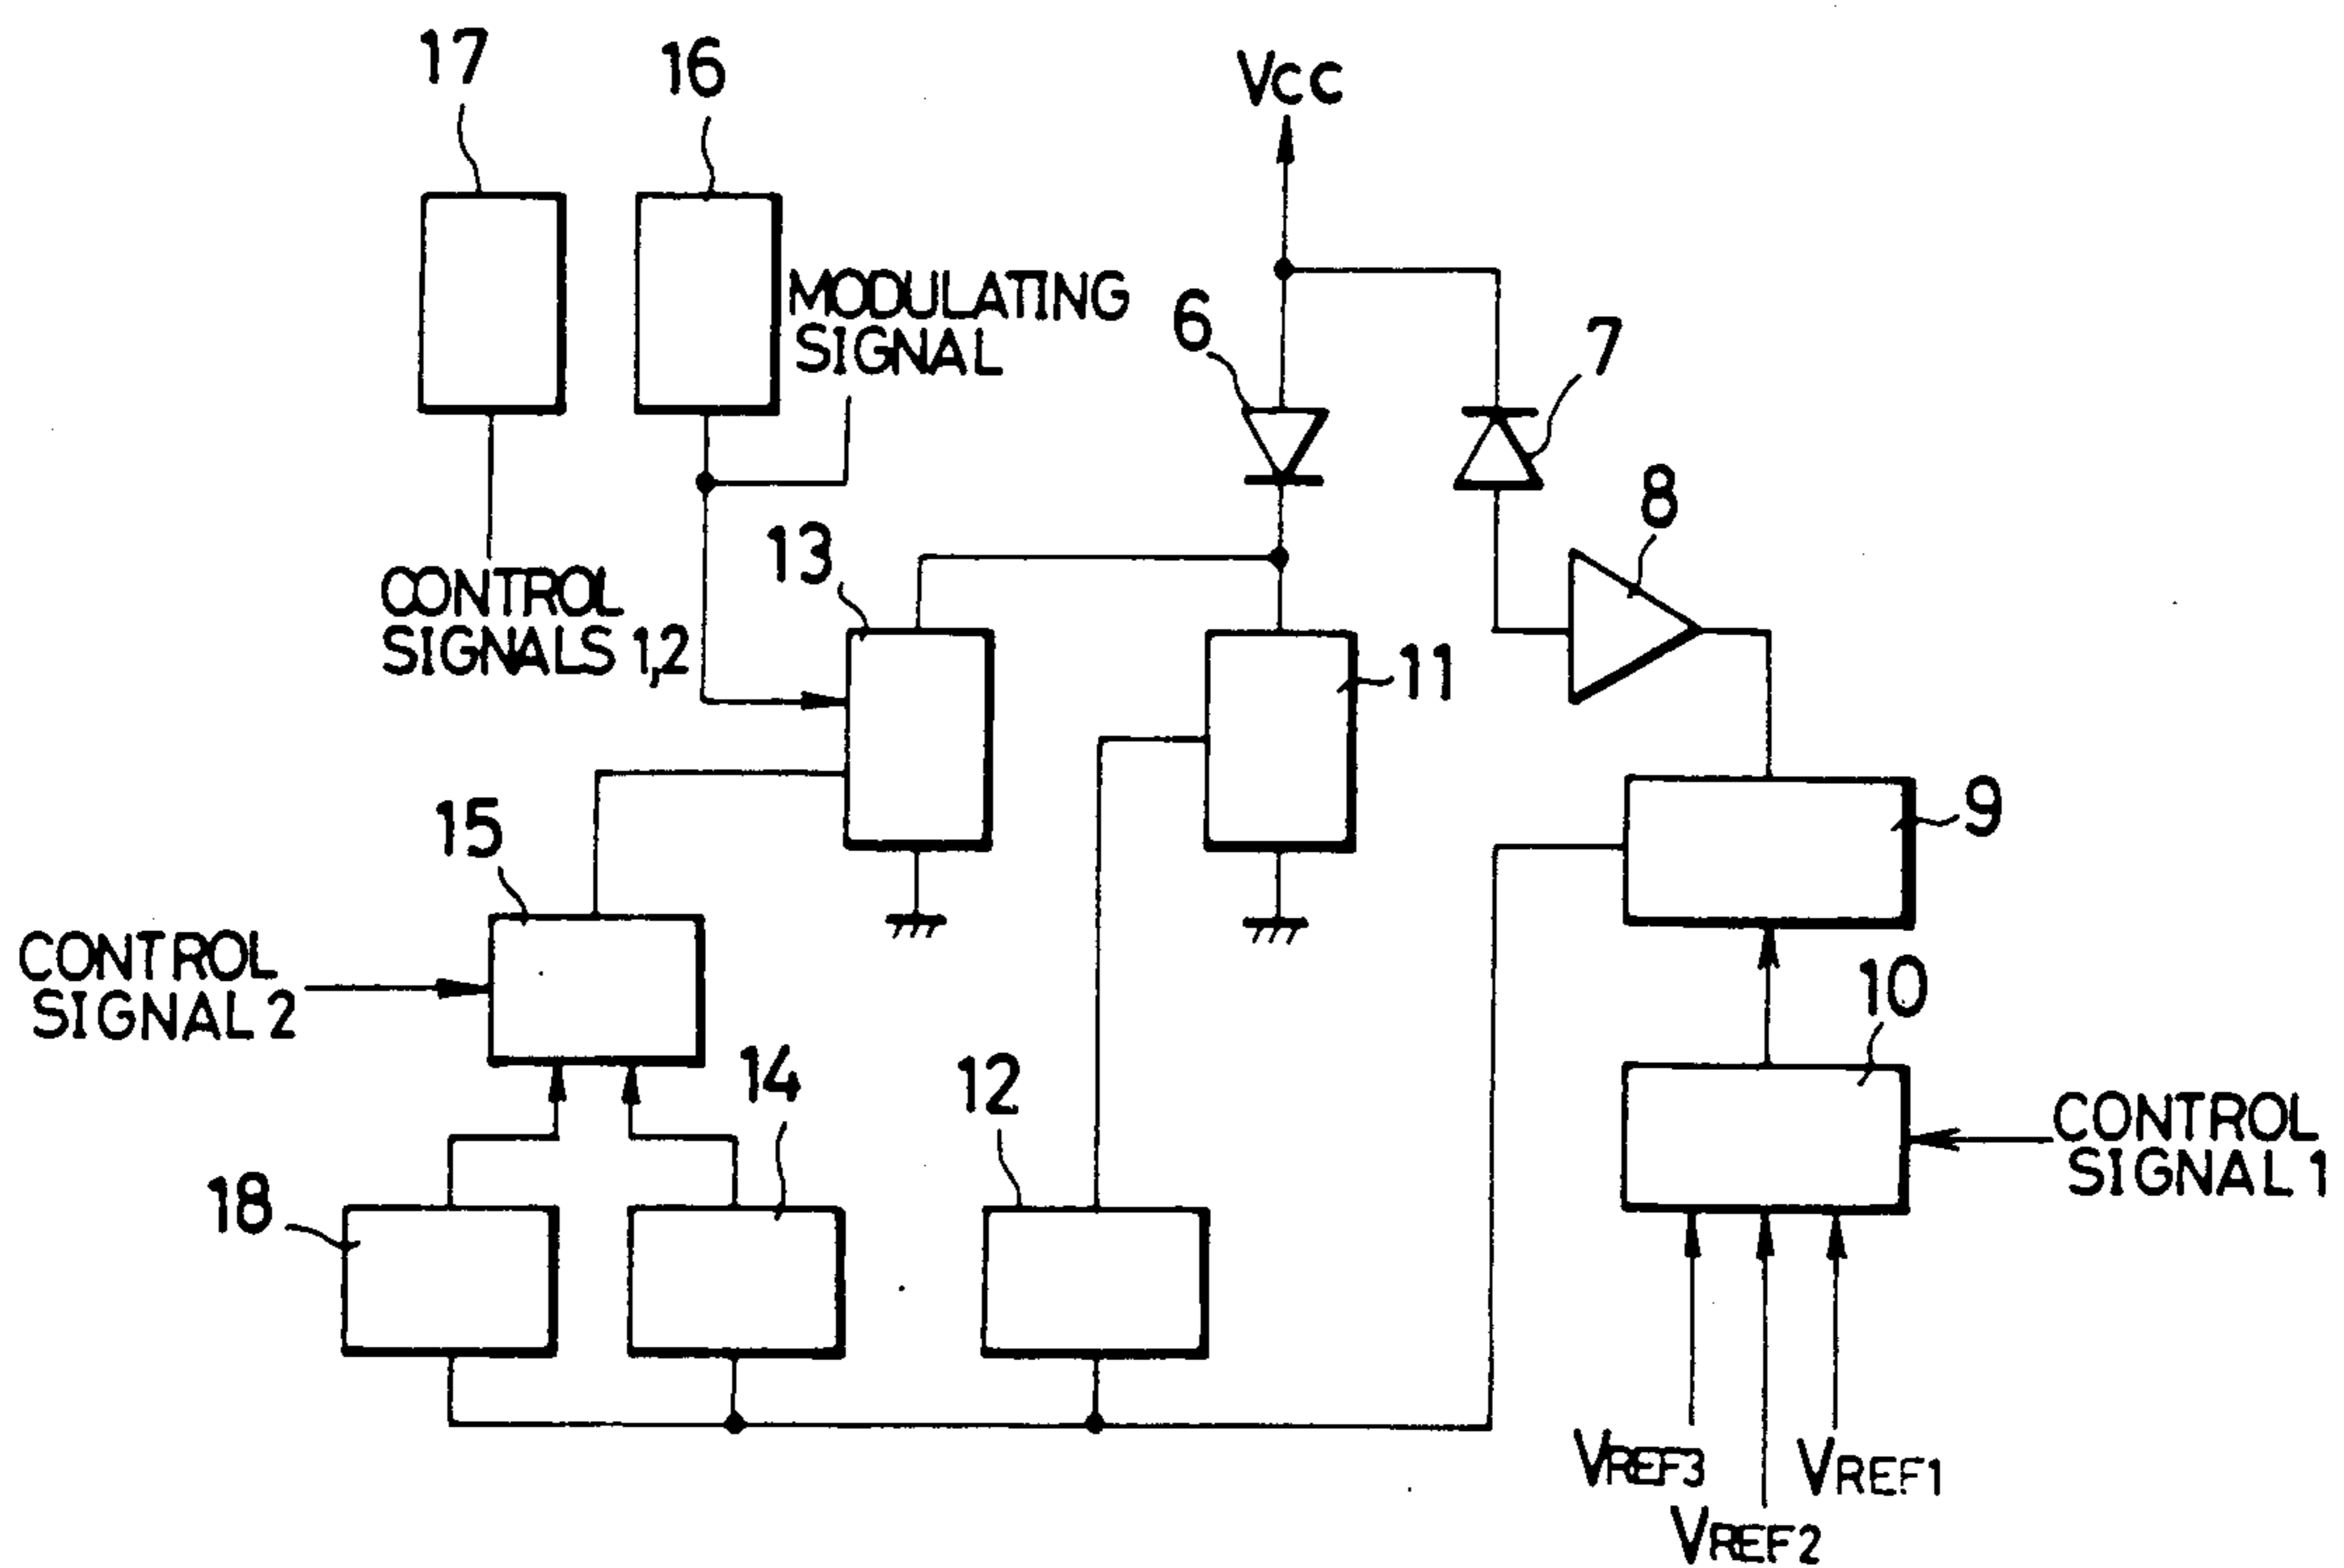 17
16
VCC
MODULATING
SIGNAL
6
7
8
13
CONTROL
SIGNALS 1,2
11
15
9
CONTROL
SIGNAL 2
10
14
12
CONTROL
SIGNAL 1
18
VREF3
VREF1
VREF2